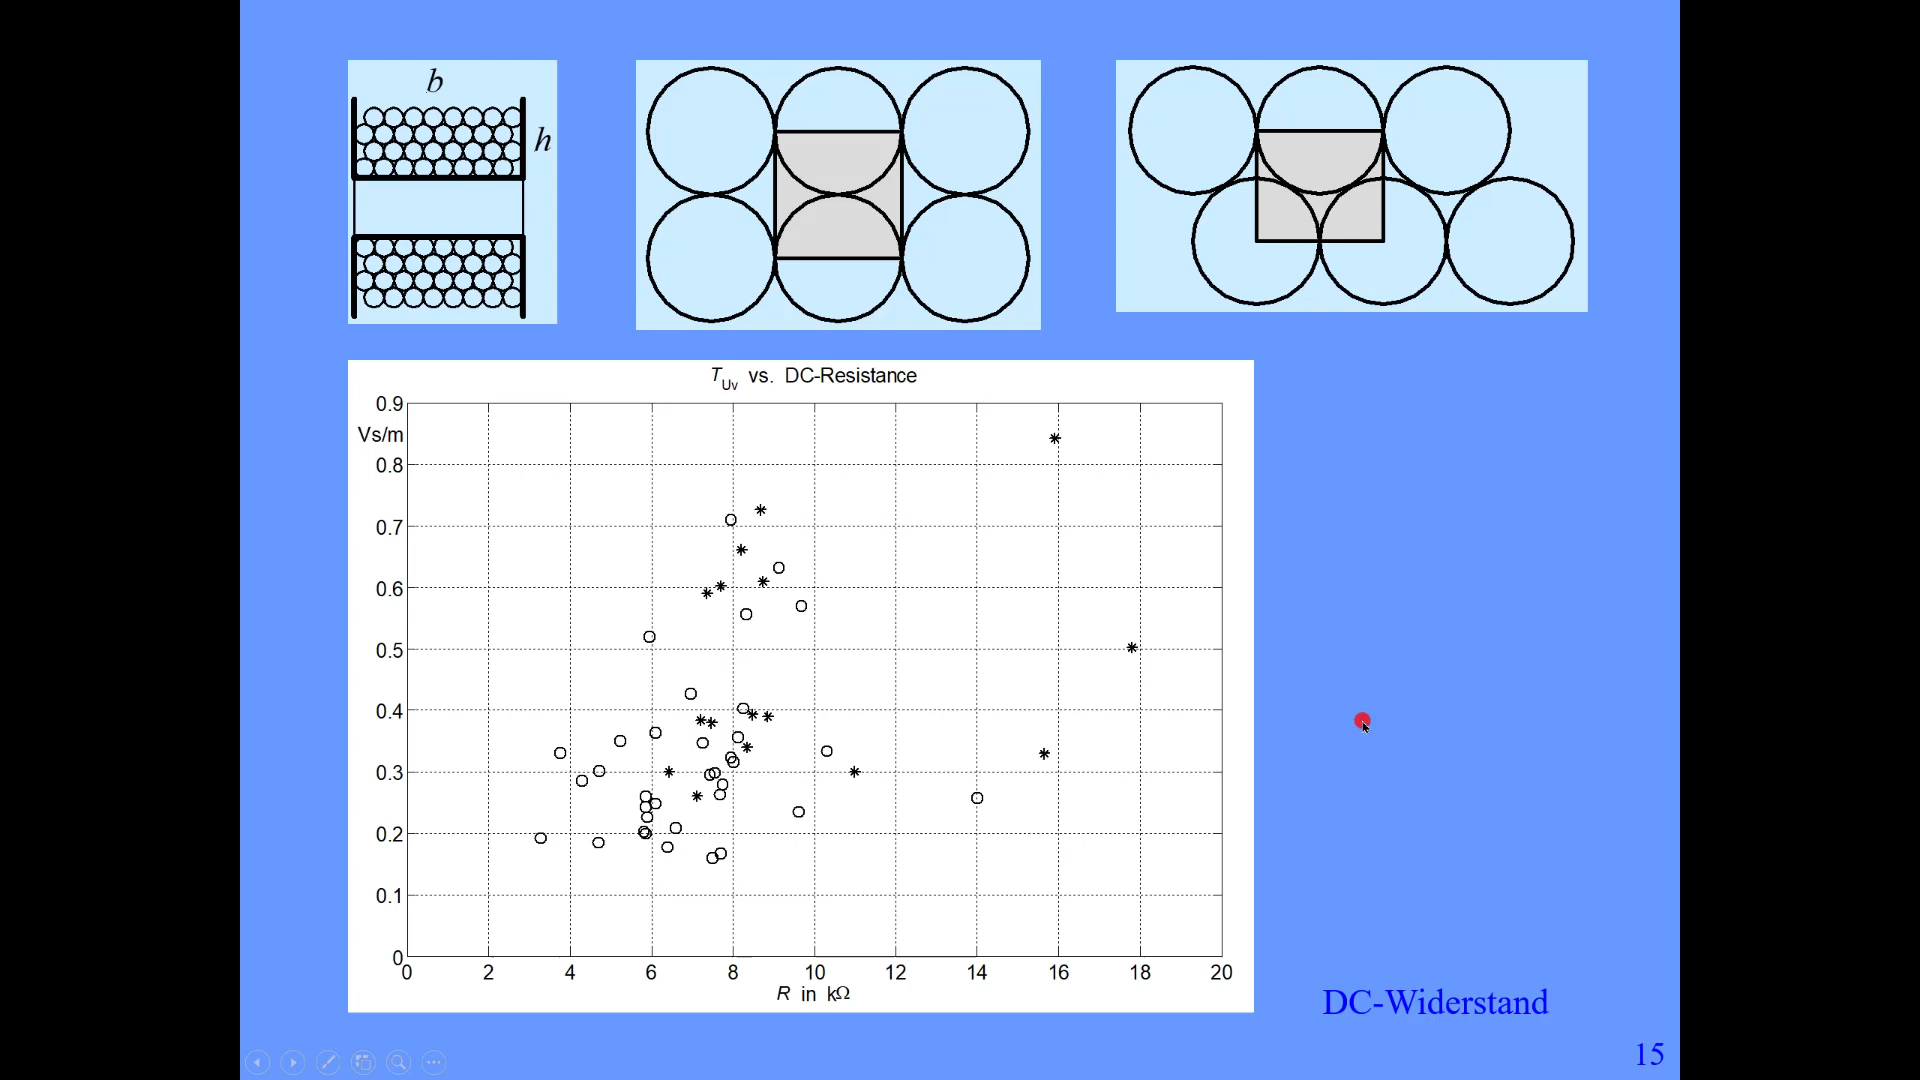 b
h
T_Uv vs. DC-Resistance
0.9
Vs/m
0.8
0.7
0.6
0.5
0.4
0.3
0.2
0.1
0
0 2 4 6 8 10 12 14 16 18 20
R in kΩ
DC-Widerstand
15